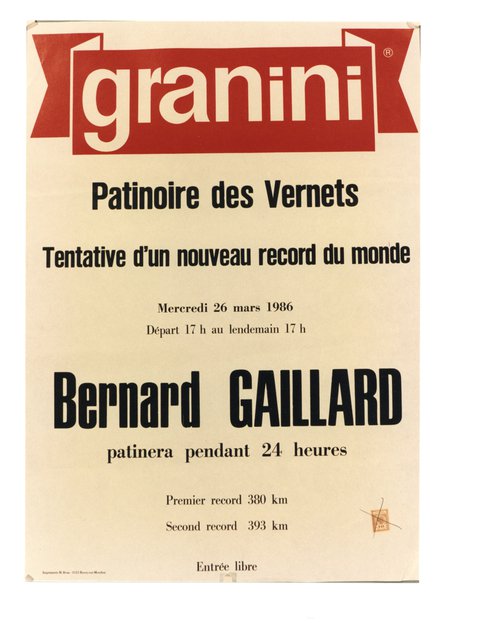 granini®
Patinoire des Vernets
Tentative d'un nouveau record du monde
Mercredi 26 mars 1986
Départ 17 h au lendemain 17 h
Bernard GAILLARD
patinera pendant 24 heures
Premier record 380 km
Second record 393 km
Entrée libre